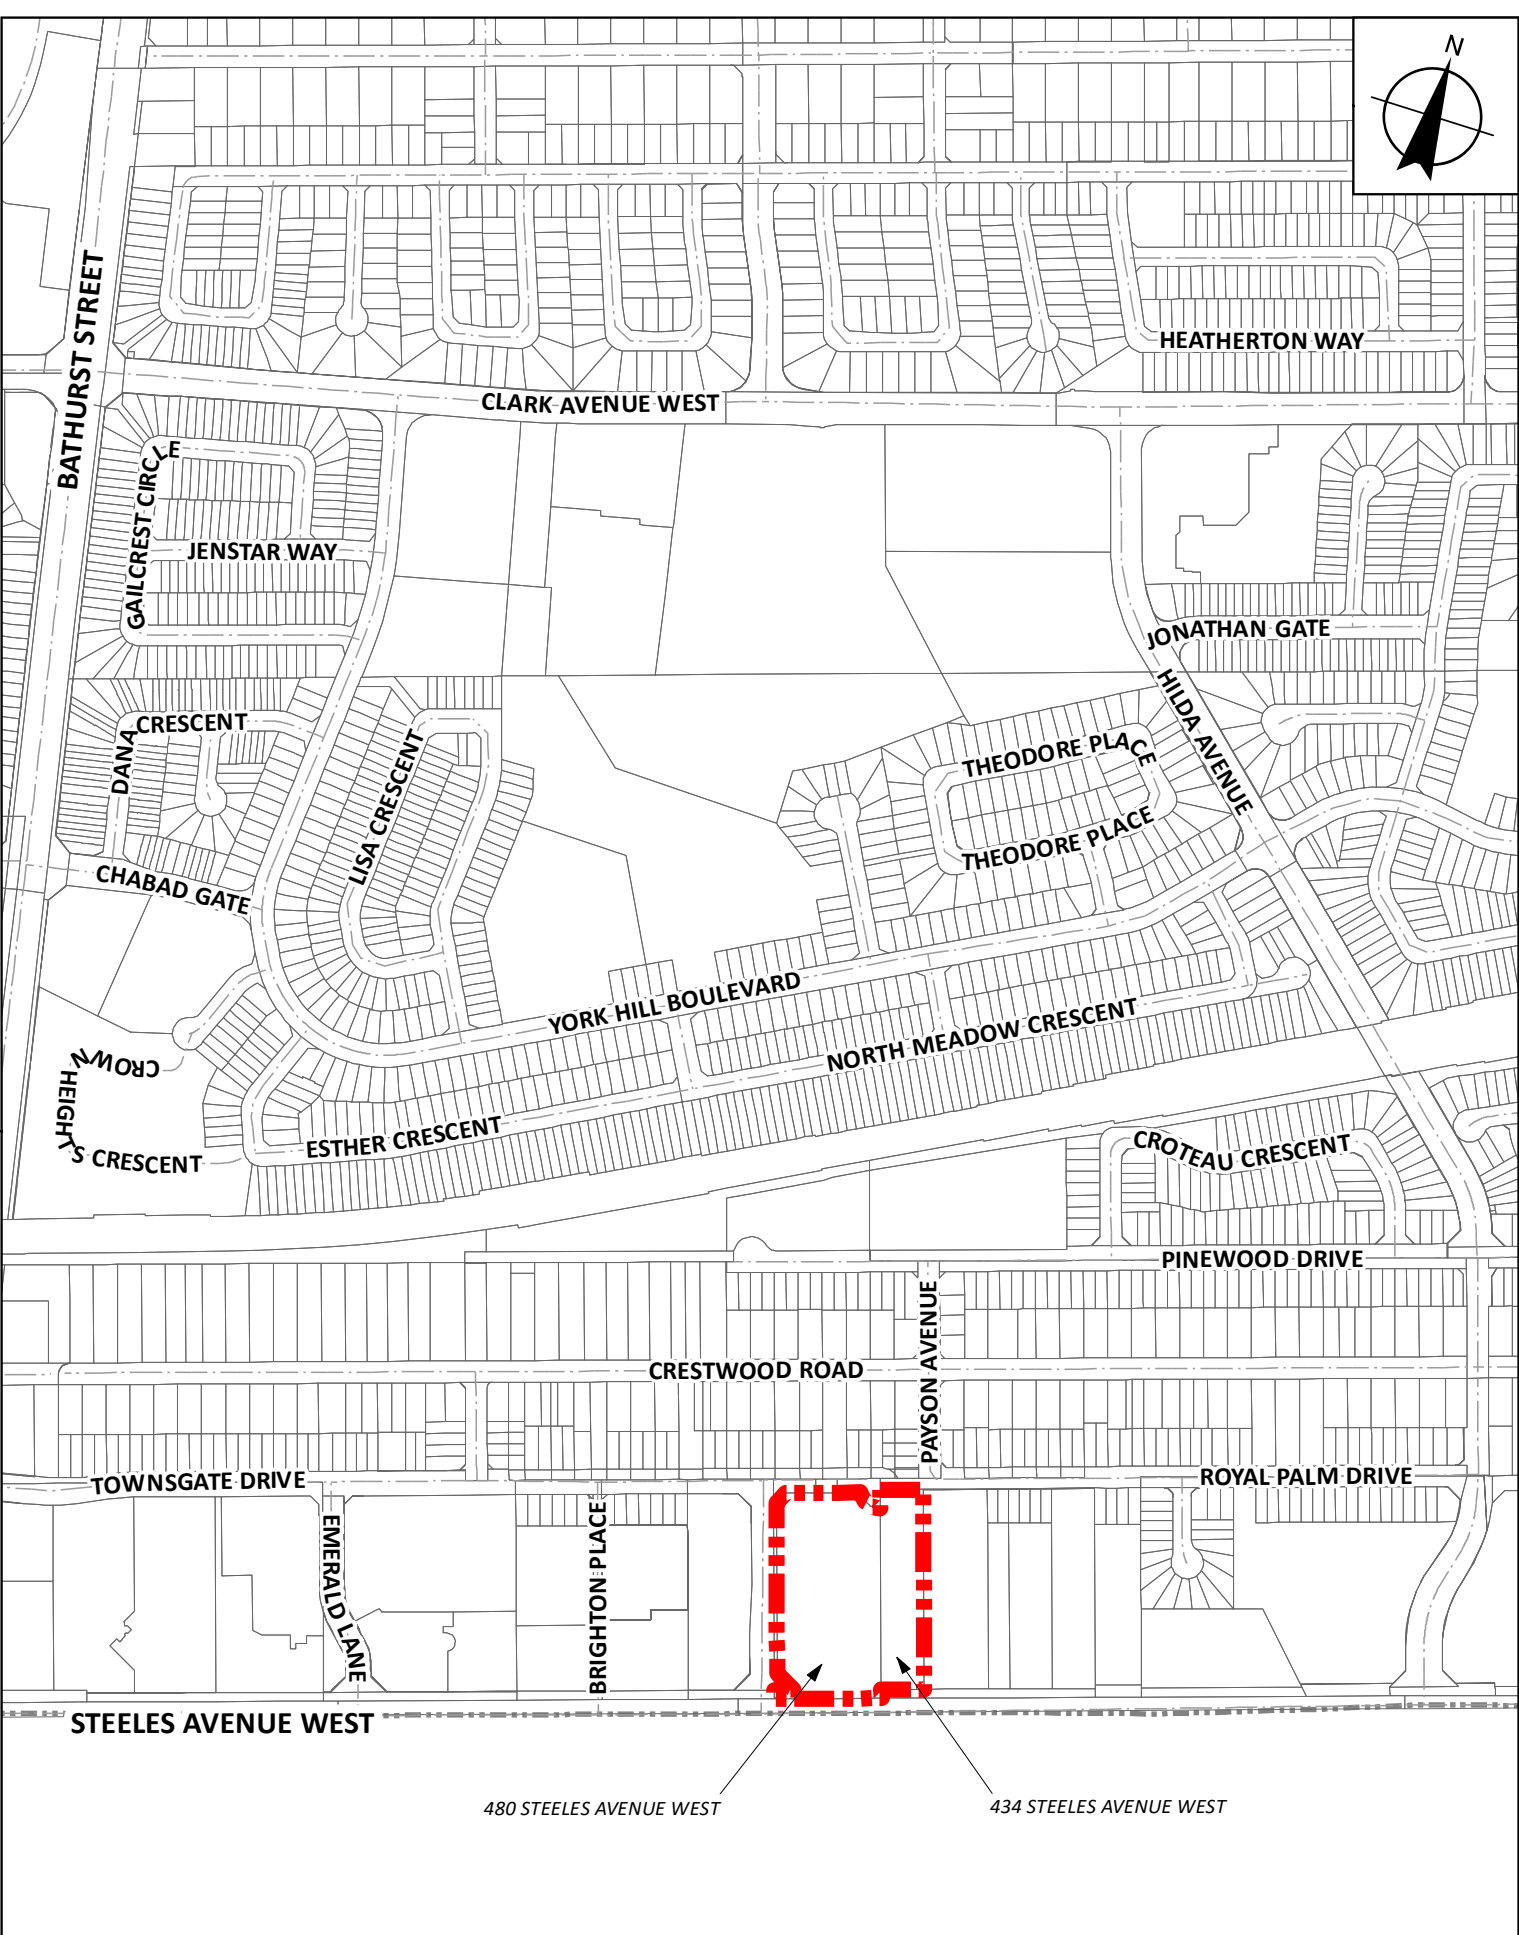 N
BATHURST STREET
HEATHERTON WAY
CLARK AVENUE WEST
GAILCREST CIRCLE
JENSTAR WAY
JONATHAN GATE
HILDA AVENUE
DANA CRESCENT
LISA CRESCENT
THEODORE PLACE
THEODORE PLACE
CHABAD GATE
YORK HILL BOULEVARD
NORTH MEADOW CRESCENT
CROWN HEIGHTS CRESCENT
ESTHER CRESCENT
CROTEAU CRESCENT
PINEWOOD DRIVE
PAYSON AVENUE
CRESTWOOD ROAD
TOWNSGATE DRIVE
ROYAL PALM DRIVE
EMERALD LANE
BRIGHTON PLACE
STEELES AVENUE WEST
480 STEELES AVENUE WEST
434 STEELES AVENUE WEST